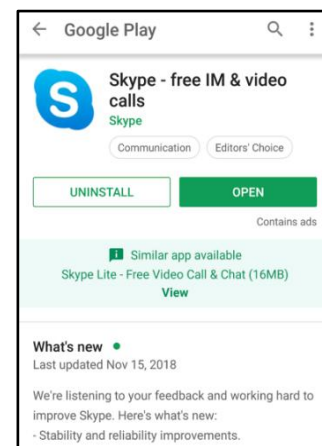 Google Play
Skype - free IM & video
calls
Skype
Communication Editors' Choice
UNINSTALL OPEN
Contains ads
Similar app available
Skype Lite - Free Video Call & Chat (16MB)
View
What's new
Last updated Nov 15, 2018
We're listening to your feedback and working hard to
improve Skype. Here's what's new:
- Stability and reliability improvements.